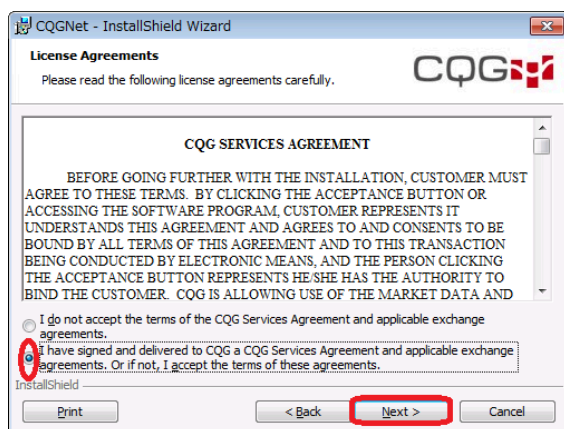 CQGNet - InstallShield Wizard
License Agreements
Please read the following license agreements carefully.
CQG
CQG SERVICES AGREEMENT
BEFORE GOING FURTHER WITH THE INSTALLATION, CUSTOMER MUST
AGREE TO THESE TERMS. BY CLICKING THE ACCEPTANCE BUTTON OR
ACCESSING THE SOFTWARE PROGRAM, CUSTOMER REPRESENTS IT
UNDERSTANDS THIS AGREEMENT AND AGREES TO AND CONSENTS TO BE
BOUND BY ALL TERMS OF THIS AGREEMENT AND TO THIS TRANSACTION
BEING CONDUCTED BY ELECTRONIC MEANS, AND THE PERSON CLICKING
THE ACCEPTANCE BUTTON REPRESENTS HE/SHE HAS THE AUTHORITY TO
BIND THE CUSTOMER. CQG IS ALLOWING USE OF THE MARKET DATA AND
I do not accept the terms of the CQG Services Agreement and applicable exchange
agreements.
I have signed and delivered to CQG a CQG Services Agreement and applicable exchange
agreements. Or if not, I accept the terms of these agreements.
InstallShield
Print
< Back
Next >
Cancel